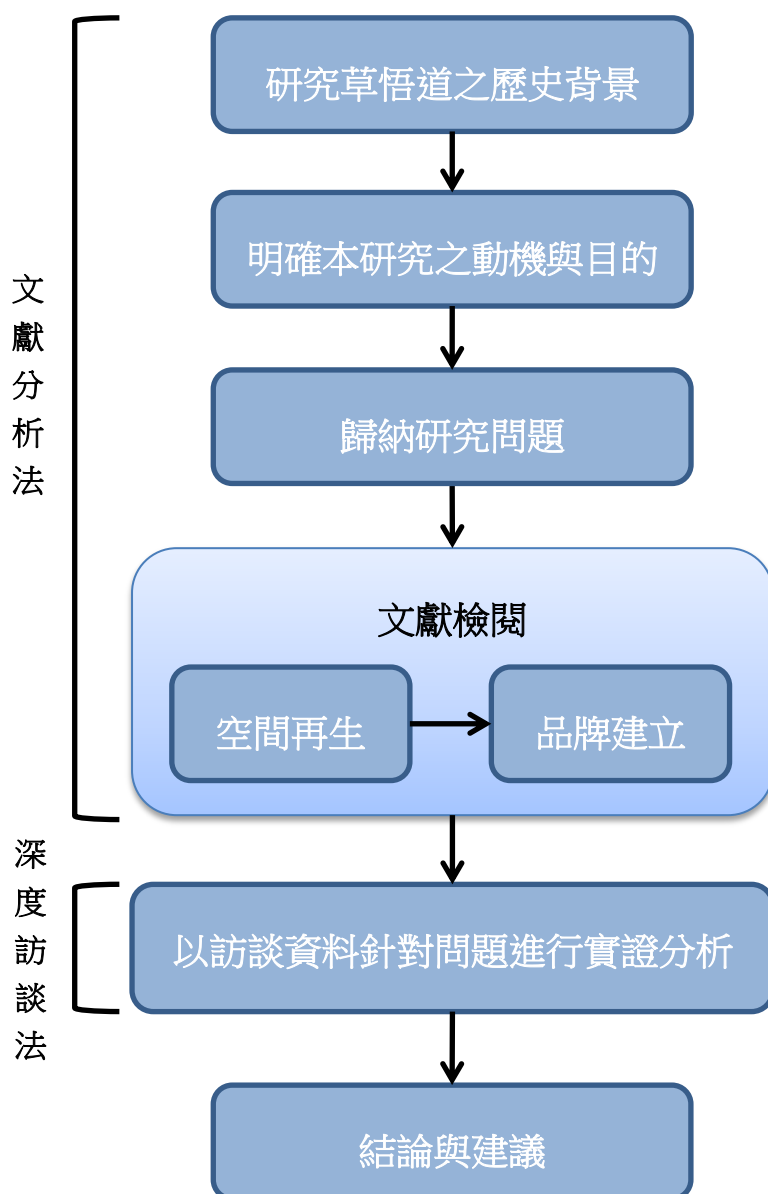 研究草悟道之歷史背景
明確本研究之動機與目的
歸納研究問題
文獻分析法
文獻檢閱
空間再生
品牌建立
深度訪談法
以訪談資料針對問題進行實證分析
結論與建議